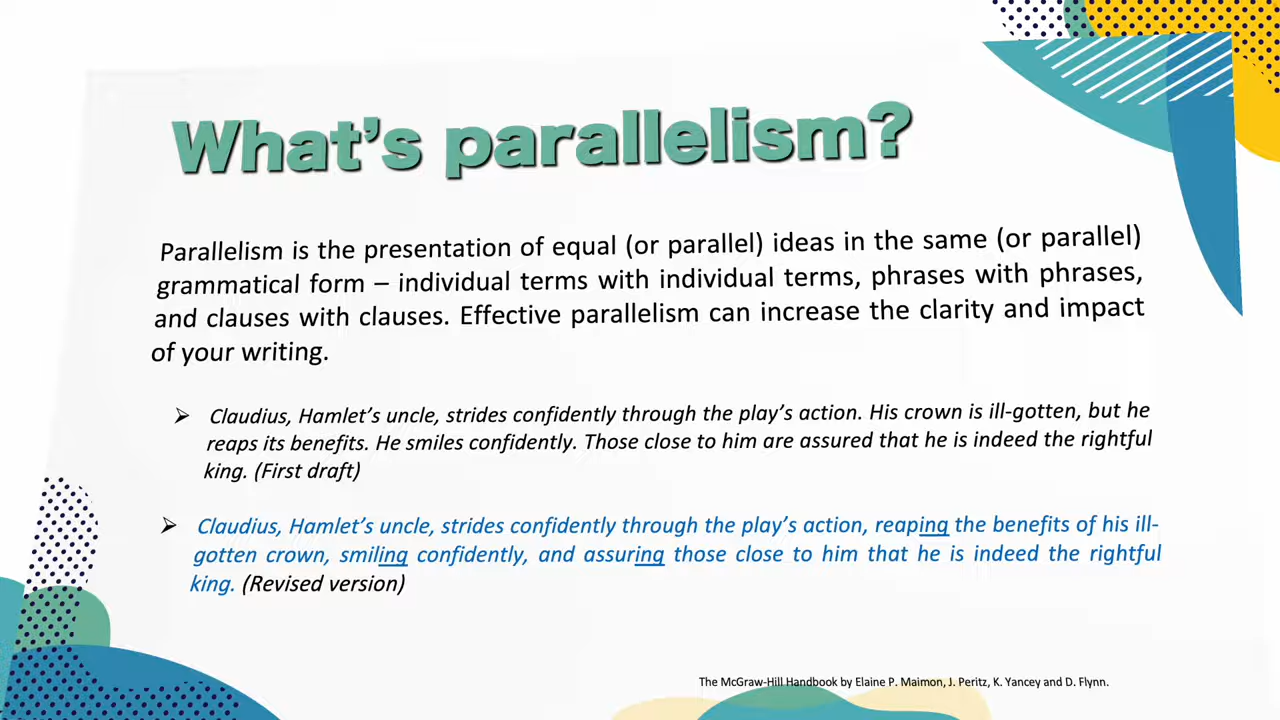 What's parallelism?
Parallelism is the presentation of equal (or parallel) ideas in the same (or parallel)
grammatical form – individual terms with individual terms, phrases with phrases,
and clauses with clauses. Effective parallelism can increase the clarity and impact
of your writing.
➢ Claudius, Hamlet's uncle, strides confidently through the play's action. His crown is ill-gotten, but he
reaps its benefits. He smiles confidently. Those close to him are assured that he is indeed the rightful
king. (First draft)
➢ Claudius, Hamlet's uncle, strides confidently through the play's action, reaping the benefits of his ill-
gotten crown, smiling confidently, and assuring those close to him that he is indeed the rightful
king. (Revised version)
The McGraw-Hill Handbook by Elaine P. Maimon, J. Peritz, K. Yancey and D. Flynn.